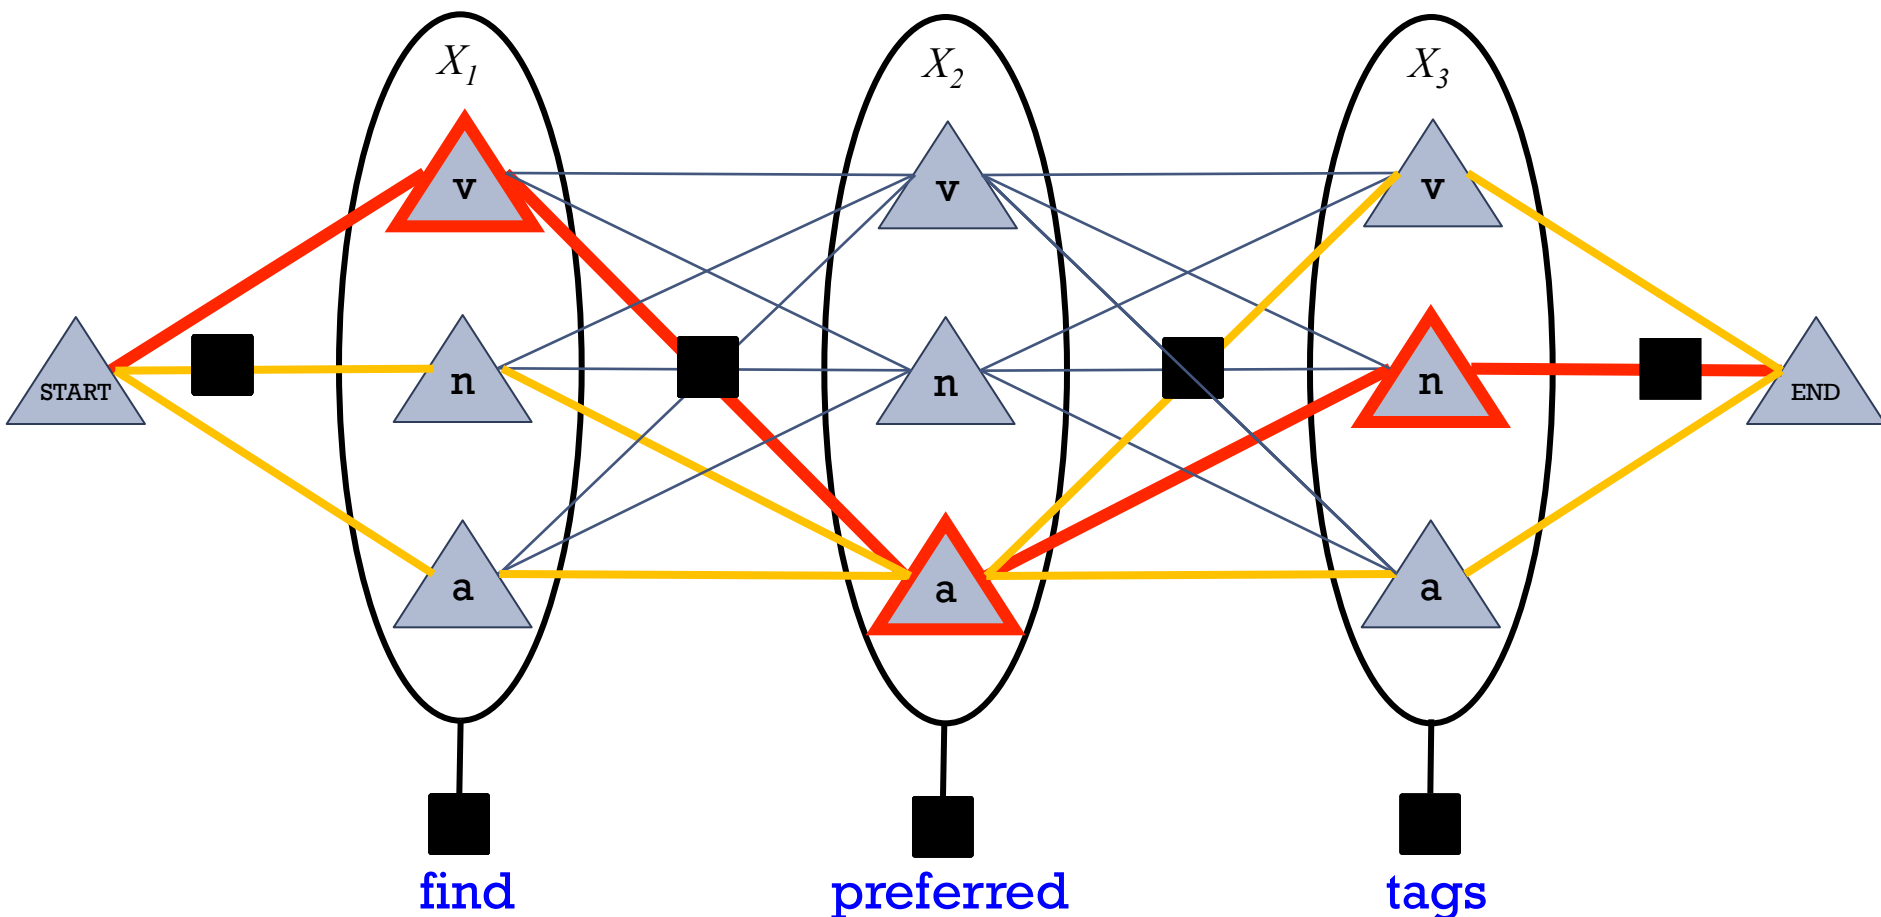 X1 X2 X3
v v v
START n n n END
a a a
find preferred tags